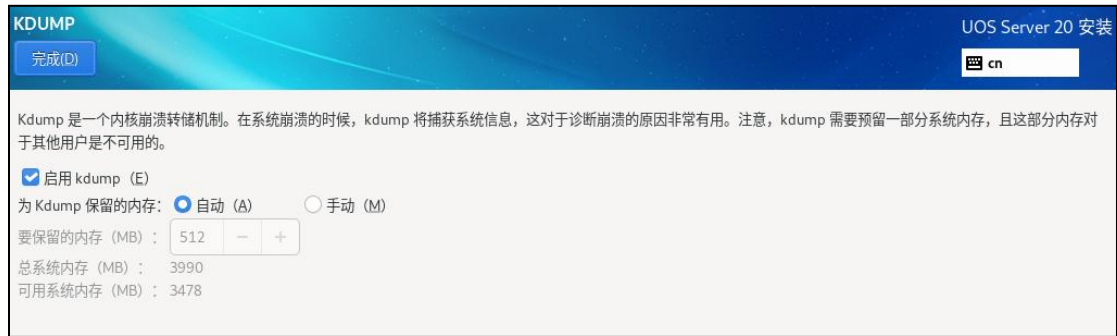 KDUMP
UOS Server 20 安装
完成(D)
cn
Kdump 是一个内核崩溃转储机制。在系统崩溃的时候，kdump 将捕获系统信息，这对于诊断崩溃的原因非常有用。注意，kdump 需要预留一部分系统内存，且这部分内存对
于其他用户是不可用的。
启用 kdump（E）
为 Kdump 保留的内存： 自动（A） 手动（M）
要保留的内存（MB）： 512 − +
总系统内存（MB）： 3990
可用系统内存（MB）： 3478